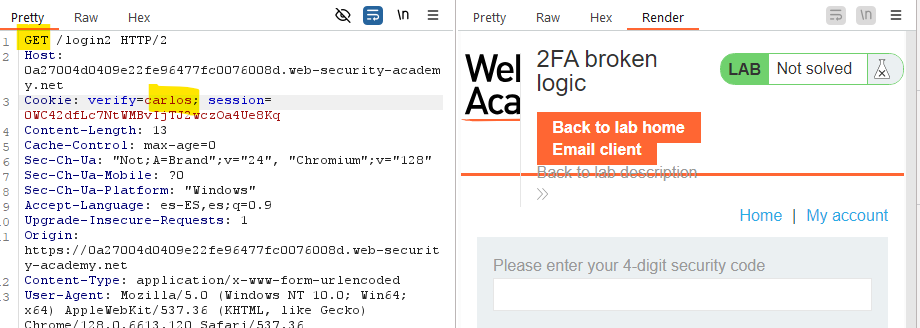 Pretty Raw Hex
\n
1 GET /login2 HTTP/2
2 Host:
0a27004d0409e22fe96477fc0076008d.web-security-academ
y.net
3 Cookie: verify=carlos; session=
OWC42dfLc7NtWMBvIjTJ2wczOa4Ue8Kq
4 Content-Length: 13
5 Cache-Control: max-age=0
6 Sec-Ch-Ua: "Not;A=Brand";v="24", "Chromium";v="128"
7 Sec-Ch-Ua-Mobile: ?0
8 Sec-Ch-Ua-Platform: "Windows"
9 Accept-Language: es-ES,es;q=0.9
10 Upgrade-Insecure-Requests: 1
11 Origin:
https://0a27004d0409e22fe96477fc0076008d.web-securit
y-academy.net
12 Content-Type: application/x-www-form-urlencoded
13 User-Agent: Mozilla/5.0 (Windows NT 10.0; Win64;
x64) AppleWebKit/537.36 (KHTML, like Gecko)
Chrome/128.0.6613.120 Safari/537.36
Pretty Raw Hex Render
\n
Wel
Aca
2FA broken
logic
LAB Not solved
Back to lab home
Email client
Back to lab description
Home | My account
Please enter your 4-digit security code